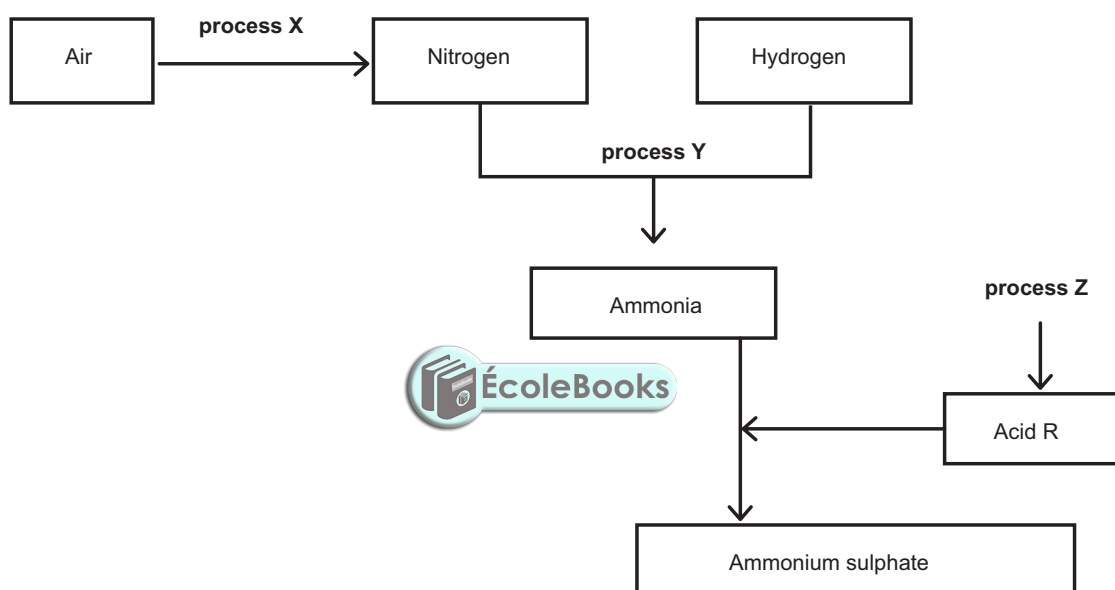 process X
Air
Nitrogen
Hydrogen
process Y
Ammonia
process Z
ÉcoleBooks
Acid R
Ammonium sulphate